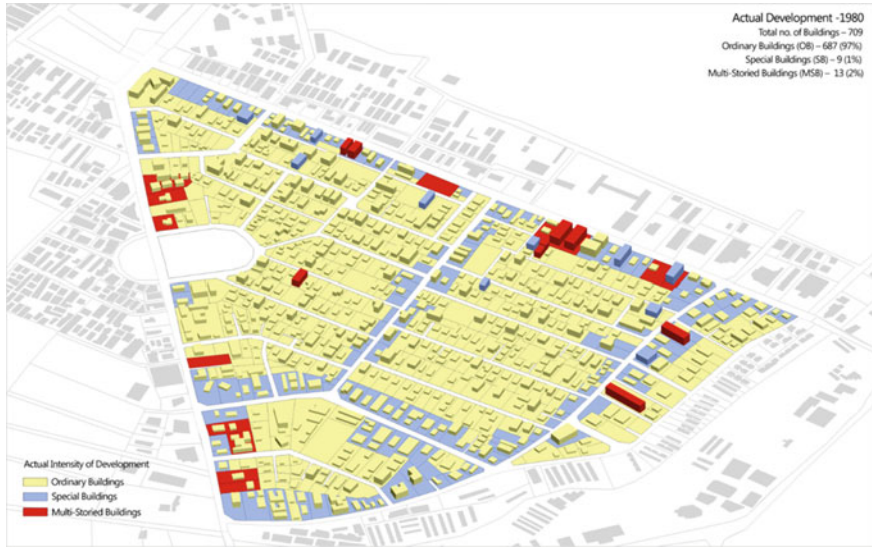 Actual Development -1980
Total no. of Buildings – 709
Ordinary Buildings (OB) – 687 (97%)
Special Buildings (SB) – 9 (1%)
Multi-Storied Buildings (MSB) – 13 (2%)
Actual Intensity of Development
Ordinary Buildings
Special Buildings
Multi-Storied Buildings